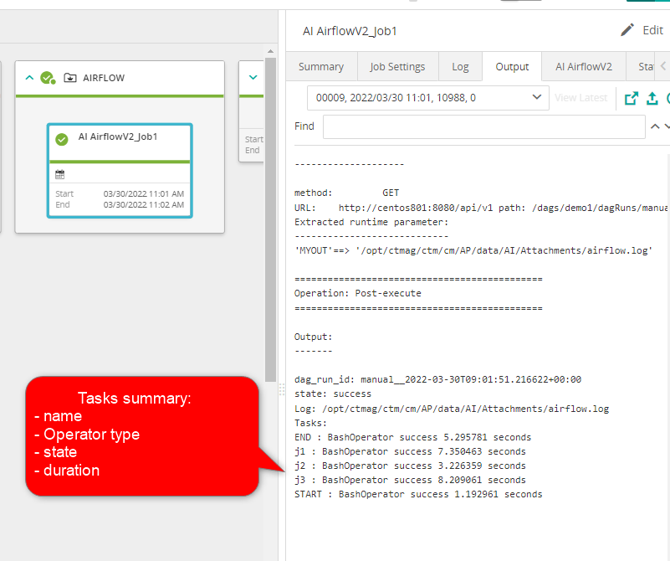 AI AirflowV2_Job1
Edit
Summary
Job Settings
Log
Output
AI AirflowV2
00009, 2022/03/30 11:01, 10988, 0
View Latest
Find
AIRFLOW
AI AirflowV2_Job1
Start 03/30/2022 11:01 AM
End 03/30/2022 11:02 AM
Start
End
--------------------
method: GET
URL: http://centos801:8080/api/v1 path: /dags/demo1/dagRuns/manua
Extracted runtime parameter:
----------------------------
'MYOUT'==> '/opt/ctmag/ctm/cm/AP/data/AI/Attachments/airflow.log'
=============================================
Operation: Post-execute
=============================================
Output:
-------
dag_run_id: manual__2022-03-30T09:01:51.216622+00:00
state: success
Log: /opt/ctmag/ctm/cm/AP/data/AI/Attachments/airflow.log
Tasks:
END : BashOperator success 5.295781 seconds
j1 : BashOperator success 7.350463 seconds
j2 : BashOperator success 3.226359 seconds
j3 : BashOperator success 8.209061 seconds
START : BashOperator success 1.192961 seconds
Tasks summary:
- name
- Operator type
- state
- duration